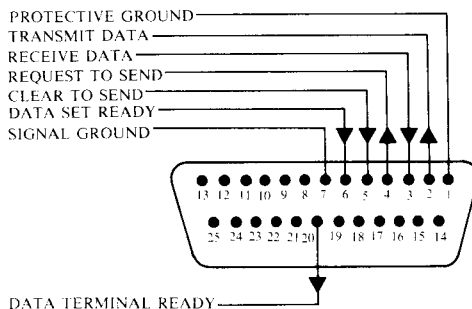 PROTECTIVE GROUND
TRANSMIT DATA
RECEIVE DATA
REQUEST TO SEND
CLEAR TO SEND
DATA SET READY
SIGNAL GROUND
13 12 11 10 9 8 7 6 5 4 3 2 1
25 24 23 22 21 20 19 18 17 16 15 14
DATA TERMINAL READY